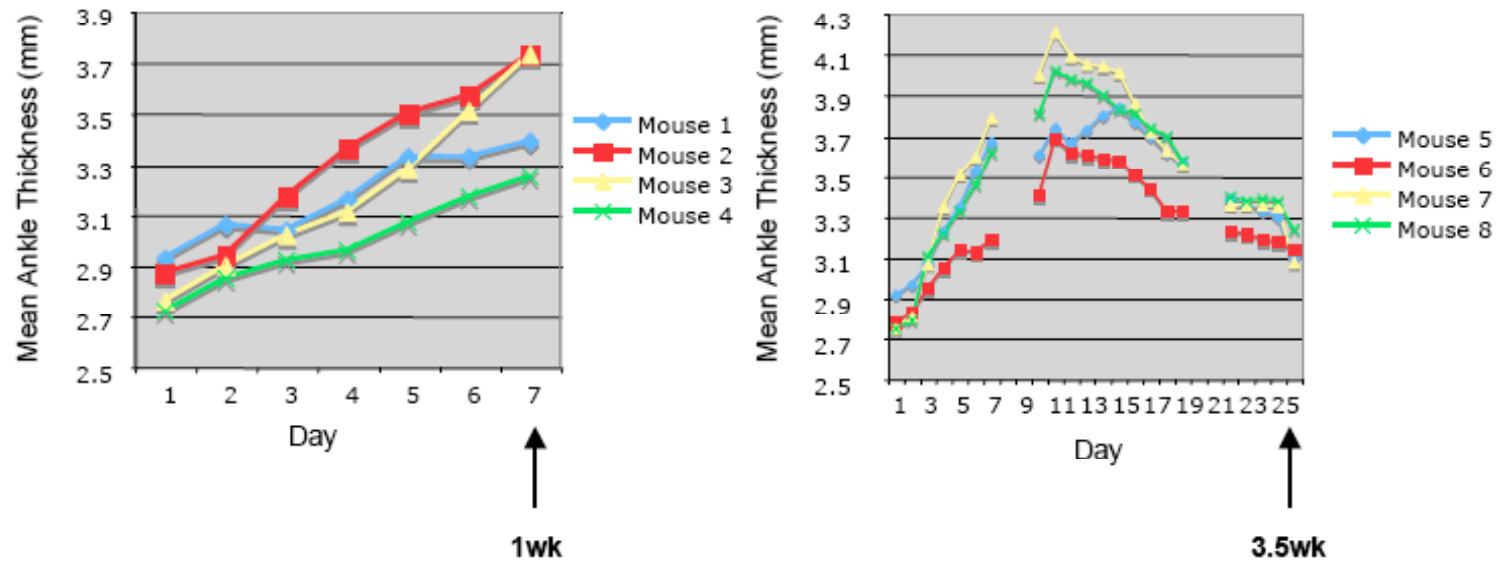 Mean Ankle Thickness (mm)
3.9
3.7
3.5
3.3
3.1
2.9
2.7
2.5
1 2 3 4 5 6 7
Day
Mouse 1
Mouse 2
Mouse 3
Mouse 4
1wk
Mean Ankle Thickness (mm)
4.3
4.1
3.9
3.7
3.5
3.3
3.1
2.9
2.7
2.5
1 3 5 7 9 11 13 15 17 19 21 23 25
Day
Mouse 5
Mouse 6
Mouse 7
Mouse 8
3.5wk